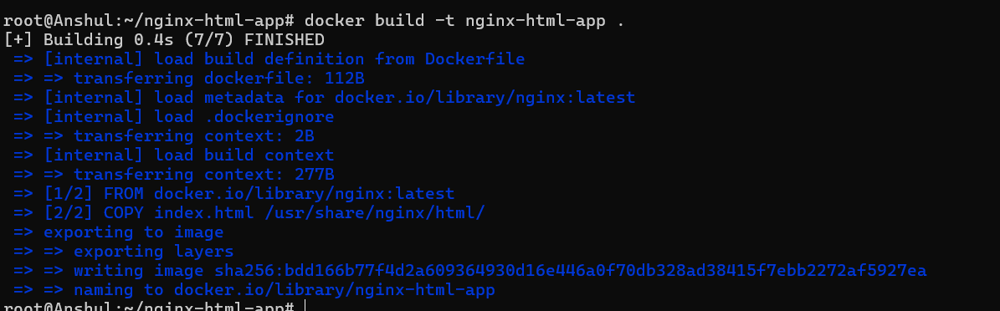 root@Anshul:~/nginx-html-app# docker build -t nginx-html-app .
[+] Building 0.4s (7/7) FINISHED
=> [internal] load build definition from Dockerfile
=> => transferring dockerfile: 112B
=> [internal] load metadata for docker.io/library/nginx:latest
=> [internal] load .dockerignore
=> => transferring context: 2B
=> [internal] load build context
=> => transferring context: 277B
=> [1/2] FROM docker.io/library/nginx:latest
=> [2/2] COPY index.html /usr/share/nginx/html/
=> exporting to image
=> => exporting layers
=> => writing image sha256:bdd166b77f4d2a609364930d16e446a0f70db328ad38415f7ebb2272af5927ea
=> => naming to docker.io/library/nginx-html-app
root@Anshul:~/nginx-html-app#